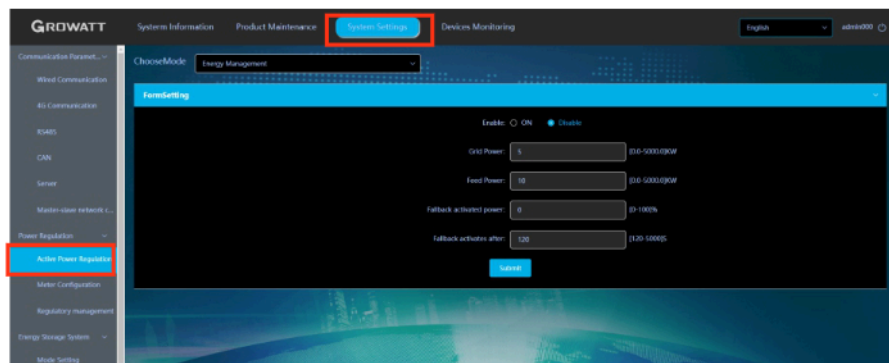 GROWATT
Systerm Information Product Maintenance System Settings Devices Monitoring English admin000
Communication Paramet...
Wired Communication
4G Communication
RS485
CAN
Server
Master-slave network c...
Power Regulation
Active Power Regulation
Meter Configuration
Regulatory management
Energy Storage System
Mode Setting
ChooseMode Energy Management
FormSetting
Enable: ON Disable
Grid Power: 5 [0.0-5000.0]KW
Feed Power: 10 [0.0-5000.0]KW
Fallback activated power: 0 [0-100]%
Fallback activates after: 120 [120-5000]S
Submit